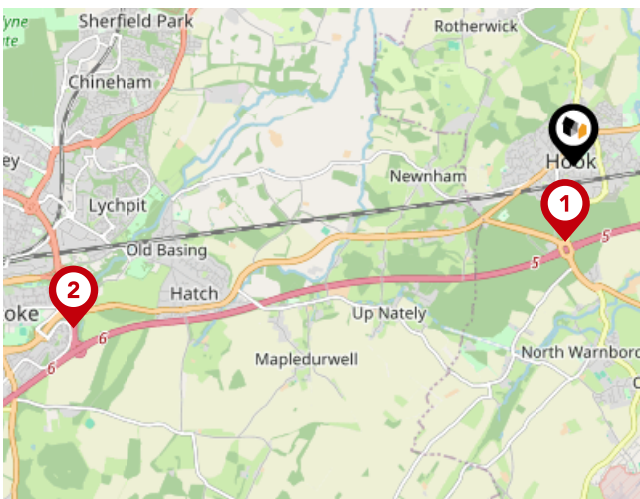 Sherfield Park
Rotherwick
Chineham
Hook
Newnham
Lychpit
1
5
5
Old Basing
2
Hatch
Up Nately
oke
6
6
Mapledurwell
North Warnboro